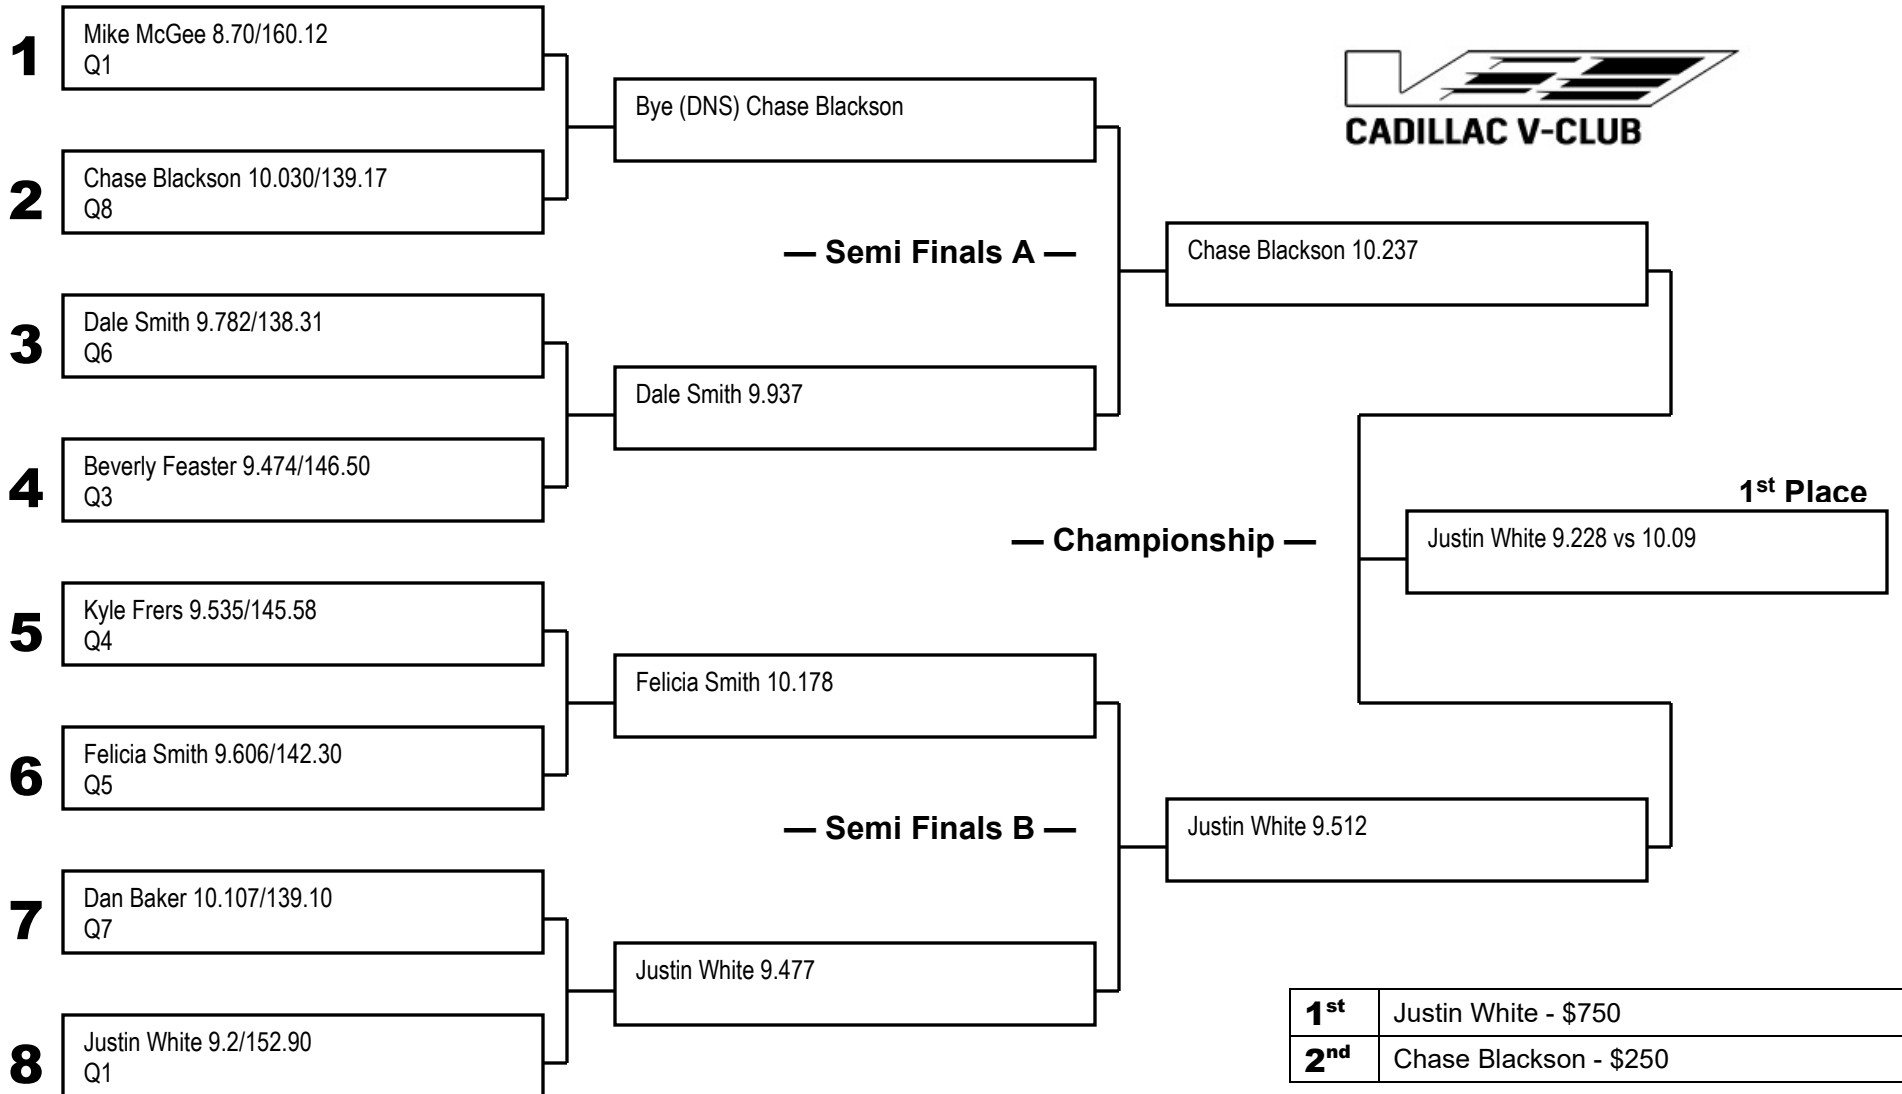 1
Mike McGee 8.70/160.12
Q1
2
Chase Blackson 10.030/139.17
Q8
3
Dale Smith 9.782/138.31
Q6
4
Beverly Feaster 9.474/146.50
Q3
5
Kyle Frers 9.535/145.58
Q4
6
Felicia Smith 9.606/142.30
Q5
7
Dan Baker 10.107/139.10
Q7
8
Justin White 9.2/152.90
Q1
Bye (DNS) Chase Blackson
— Semi Finals A —
Dale Smith 9.937
Felicia Smith 10.178
— Semi Finals B —
Justin White 9.477
Chase Blackson 10.237
— Championship —
Justin White 9.512
CADILLAC V-CLUB
1st Place
Justin White 9.228 vs 10.09
1st Justin White - $750
2nd Chase Blackson - $250